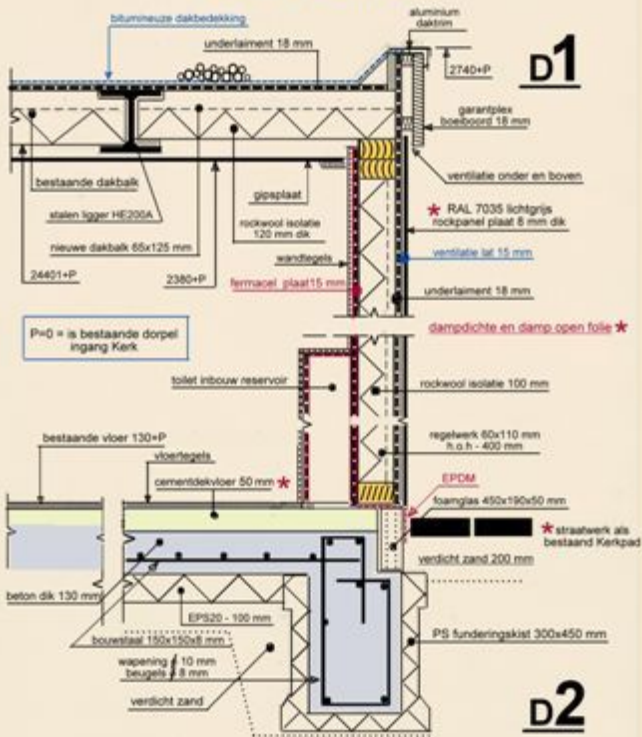 bitumineuze dakbedekking
aluminium
daktrim
underlaiment 18 mm
2740+P
D1
garantplex
boeiboord 18 mm
bestaande dakbalk
gipsplaat
ventilatie onder en boven
stalen ligger HE200A
rockwool isolatie
120 mm dik
* RAL 7035 lichtgrijs
rockpanel plaat 8 mm dik
nieuwe dakbalk 65x125 mm
wandtegels
ventilatie lat 15 mm
24401+P
2380+P
fermacel plaat 15 mm
underlaiment 18 mm
P=0 = is bestaande dorpel
ingang Kerk
dampdichte en damp open folie *
toilet inbouw reservoir
rockwool isolatie 100 mm
bestaande vloer 130+P
regelwerk 60x110 mm
h.o.h - 400 mm
vloertegels
cementdekvloer 50 mm *
EPDM
foamglas 450x190x50 mm
* straatwerk als
bestaand Kerkpad
verdicht zand 200 mm
beton dik 130 mm
EPS20 - 100 mm
bouwstaal 150x150x8 mm
PS funderingskist 300x450 mm
wapening ∮ 10 mm
beugels ∮ 8 mm
verdicht zand
D2